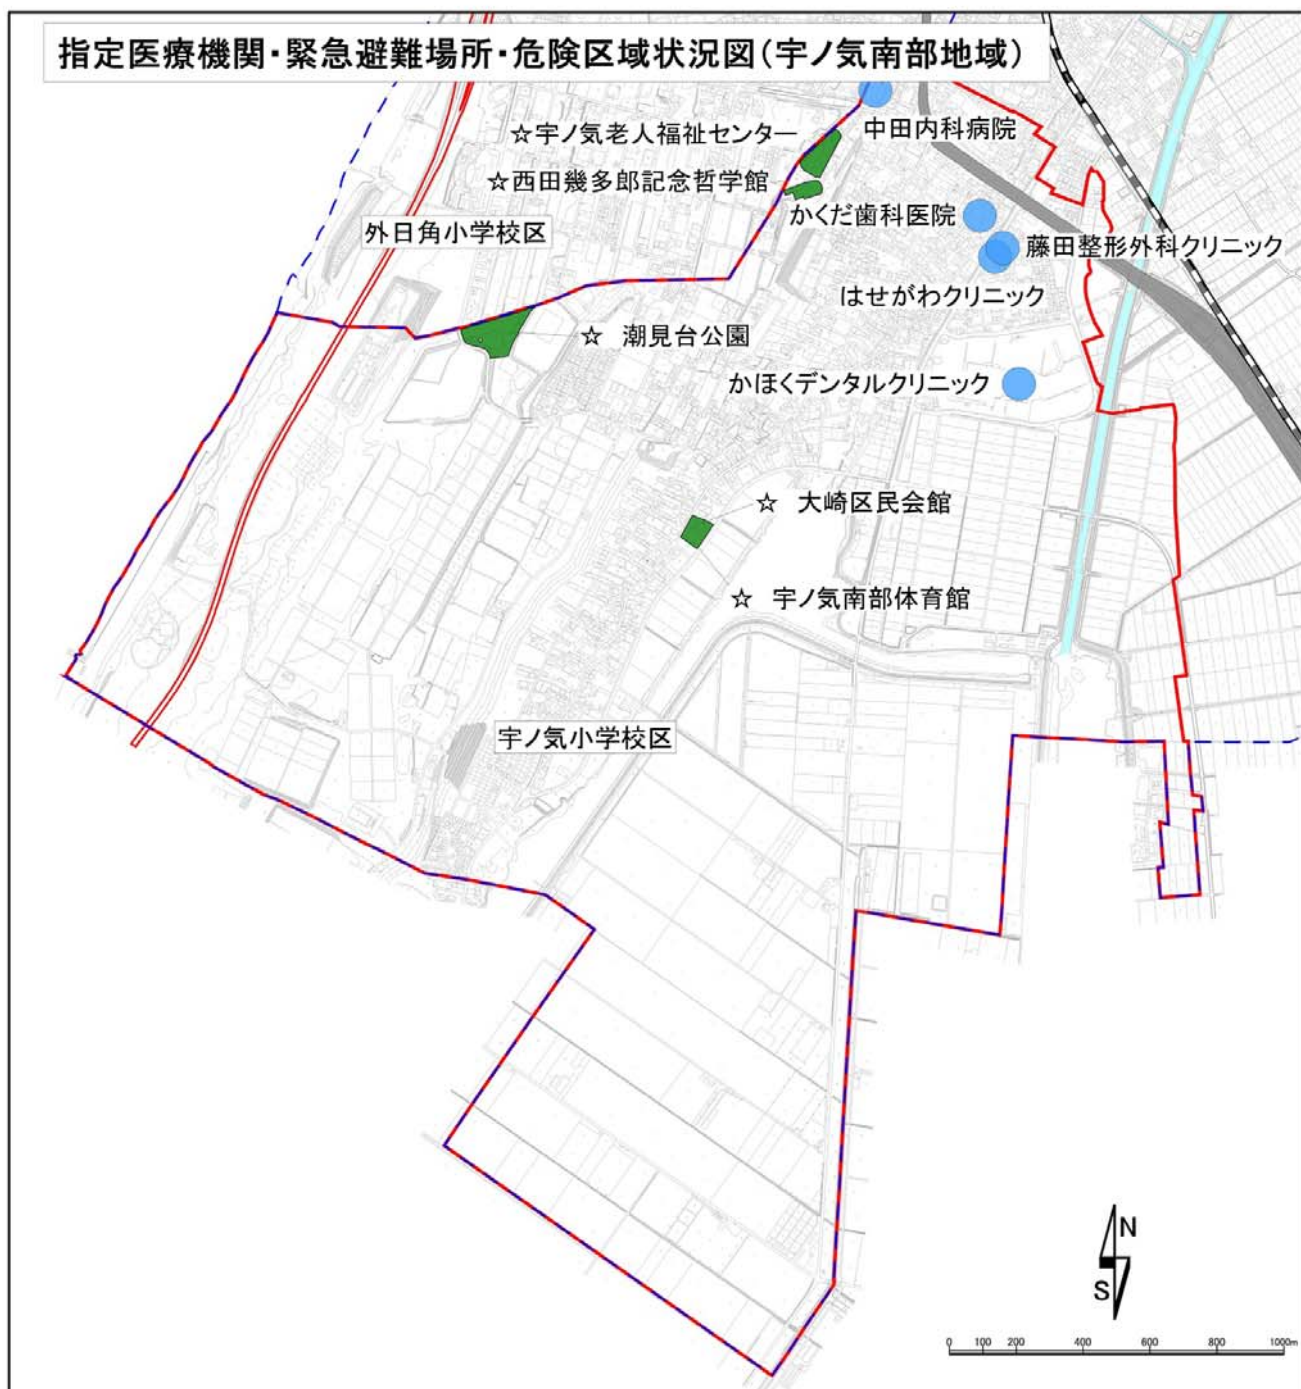 指定医療機関・緊急避難場所・危険区域状況図（宇ノ気南部地域）
中田内科病院
☆宇ノ気老人福祉センター
☆西田幾多郎記念哲学館
かくだ歯科医院
外日角小学校区
藤田整形外科クリニック
はせがわクリニック
☆ 潮見台公園
かほくデンタルクリニック
☆ 大崎区民会館
☆ 宇ノ気南部体育館
宇ノ気小学校区
N
S
0 100 200 400 600 800 1000m